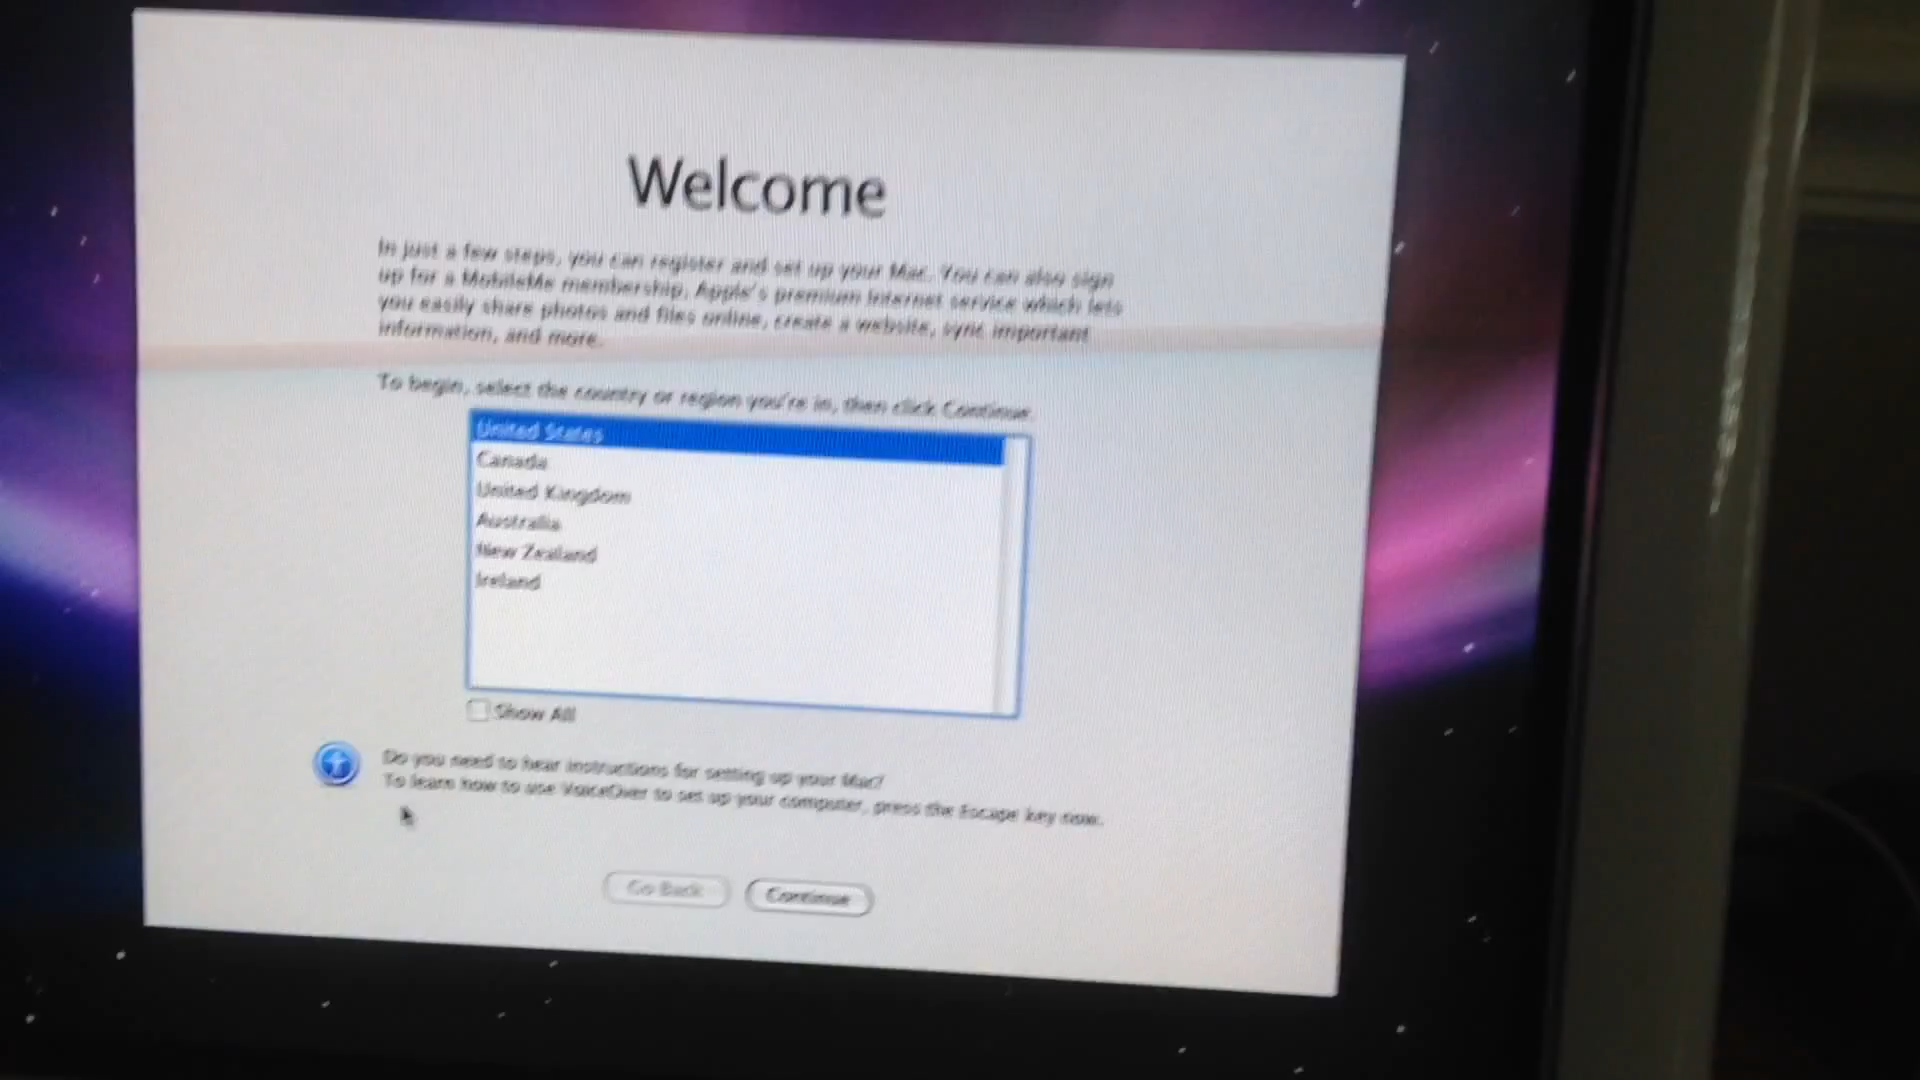 Welcome
In just a few steps, you can register and set up your Mac. You can also sign
up for a MobileMe membership, Apple's premium Internet service which lets
you easily share photos and files online, create a website, sync important
information, and more.
To begin, select the country or region you're in, then click Continue.
United States
Canada
United Kingdom
Australia
New Zealand
Ireland
Show All
Do you need to hear instructions for setting up your Mac?
To learn how to use VoiceOver to set up your computer, press the Escape key now.
Go Back
Continue